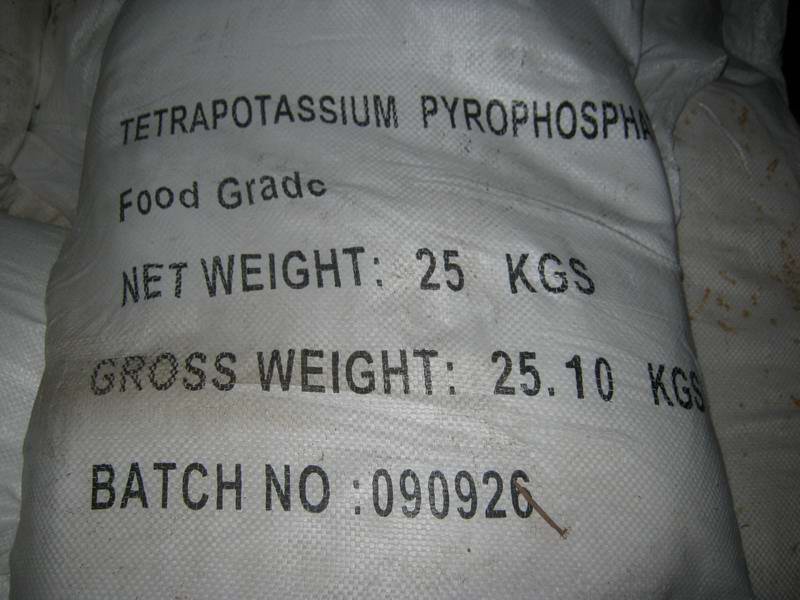 TETRAPOTASSIUM PYROPHOSPHA
Food Grade
NET WEIGHT: 25 KGS
GROSS WEIGHT: 25.10 KGS
BATCH NO :090926